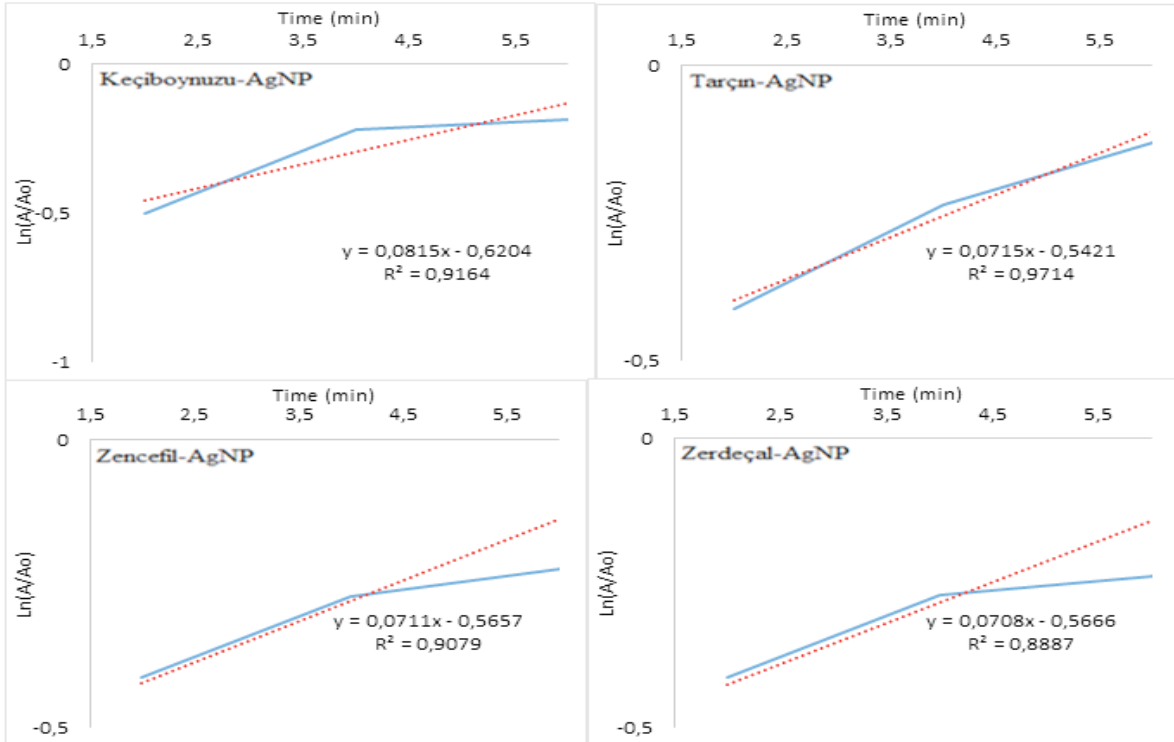 Time (min)
1,5 2,5 3,5 4,5 5,5
0
Keçiboynuzu-AgNP
Ln(A/Ao)
-0,5
y = 0,0815x - 0,6204
R² = 0,9164
-1
Time (min)
1,5 2,5 3,5 4,5 5,5
0
Tarçın-AgNP
Ln(A/Ao)
y = 0,0715x - 0,5421
R² = 0,9714
-0,5
Time (min)
1,5 2,5 3,5 4,5 5,5
0
Zencefil-AgNP
Ln(A/Ao)
y = 0,0711x - 0,5657
R² = 0,9079
-0,5
Time (min)
1,5 2,5 3,5 4,5 5,5
0
Zerdeçal-AgNP
Ln(A/Ao)
y = 0,0708x - 0,5666
R² = 0,8887
-0,5